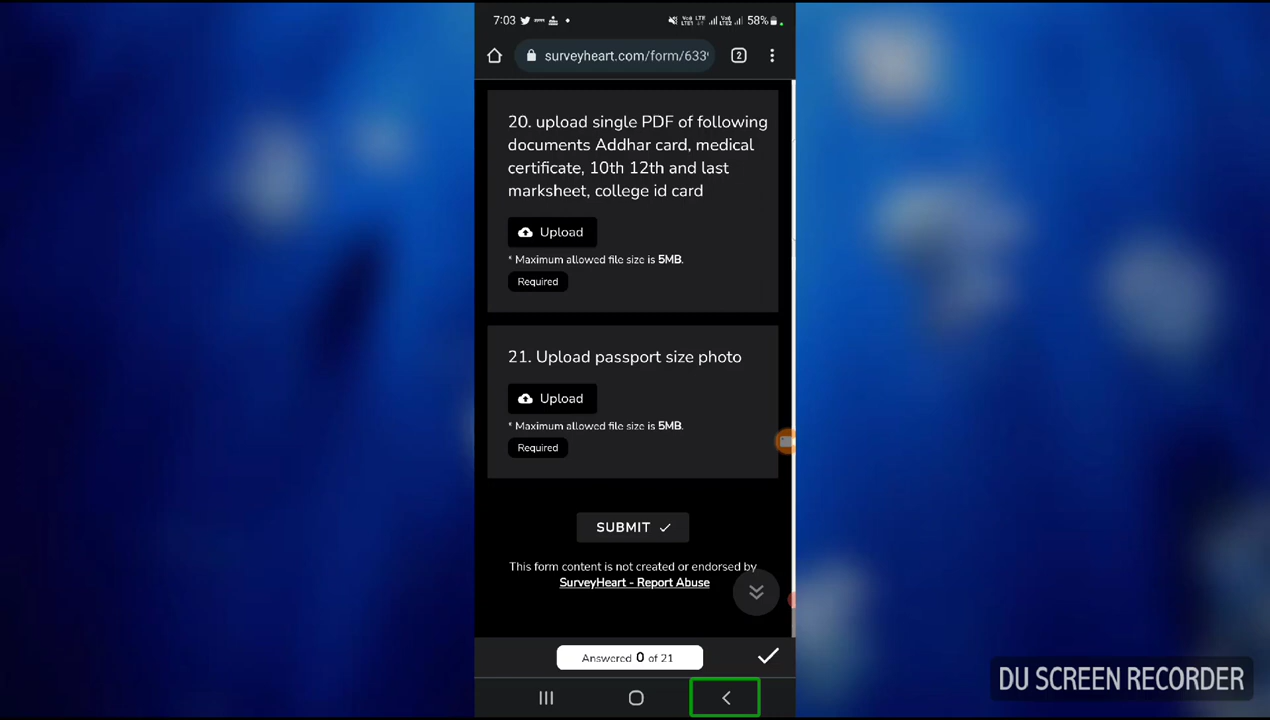 7:03
58%
surveyheart.com/form/633
2
20. upload single PDF of following
documents Addhar card, medical
certificate, 10th 12th and last
marksheet, college id card
Upload
* Maximum allowed file size is 5MB.
Required
21. Upload passport size photo
Upload
* Maximum allowed file size is 5MB.
Required
SUBMIT
This form content is not created or endorsed by
SurveyHeart - Report Abuse
Answered 0 of 21
DU SCREEN RECORDER